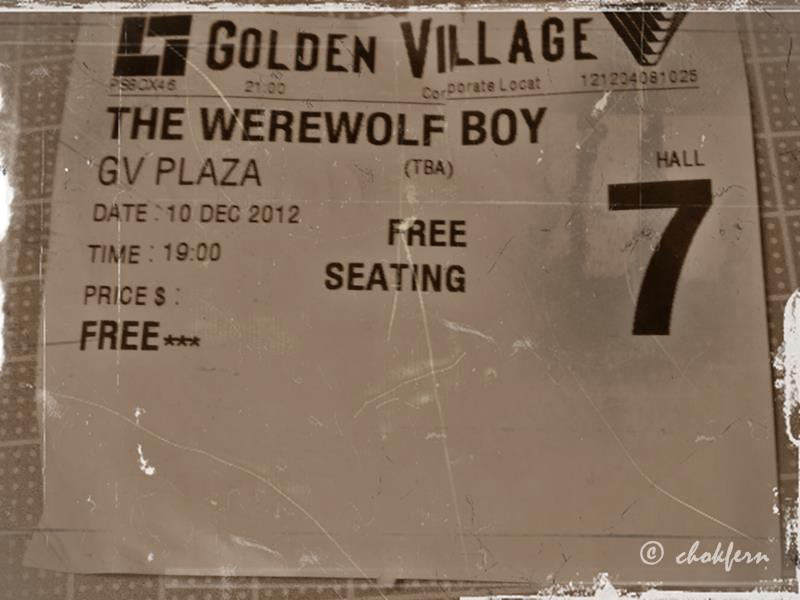 GOLDEN VILLAGE
PSBOX46 21:00 Corporate Locat 121204081025
THE WEREWOLF BOY
GV PLAZA (TBA) HALL
DATE : 10 DEC 2012 7
TIME : 19:00 FREE
PRICE $ : SEATING
FREE***
© chokfern